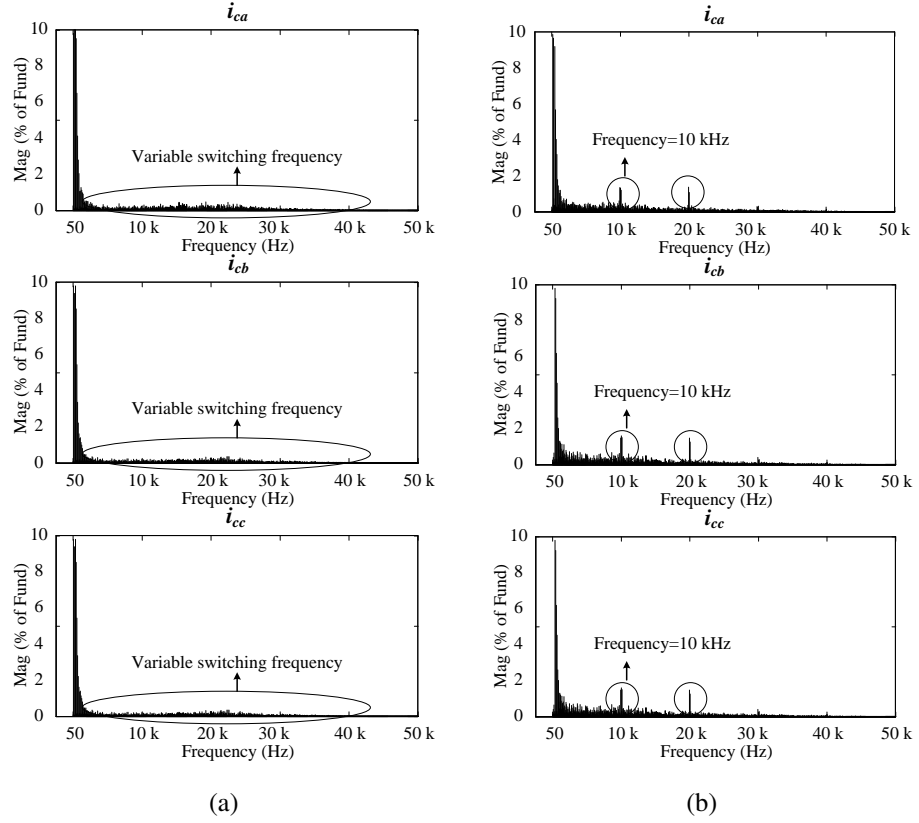 i_ca
Mag (% of Fund)
10
8
6
4
2
0
Variable switching frequency
50 10 k 20 k 30 k 40 k 50 k
Frequency (Hz)
i_cb
Mag (% of Fund)
10
8
6
4
2
0
Variable switching frequency
50 10 k 20 k 30 k 40 k 50 k
Frequency (Hz)
i_cc
Mag (% of Fund)
10
8
6
4
2
0
Variable switching frequency
50 10 k 20 k 30 k 40 k 50 k
Frequency (Hz)
(a)
i_ca
Mag (% of Fund)
10
8
6
4
2
0
Frequency=10 kHz
50 10 k 20 k 30 k 40 k 50 k
Frequency (Hz)
i_cb
Mag (% of Fund)
10
8
6
4
2
0
Frequency=10 kHz
50 10 k 20 k 30 k 40 k 50 k
Frequency (Hz)
i_cc
Mag (% of Fund)
10
8
6
4
2
0
Frequency=10 kHz
50 10 k 20 k 30 k 40 k 50 k
Frequency (Hz)
(b)